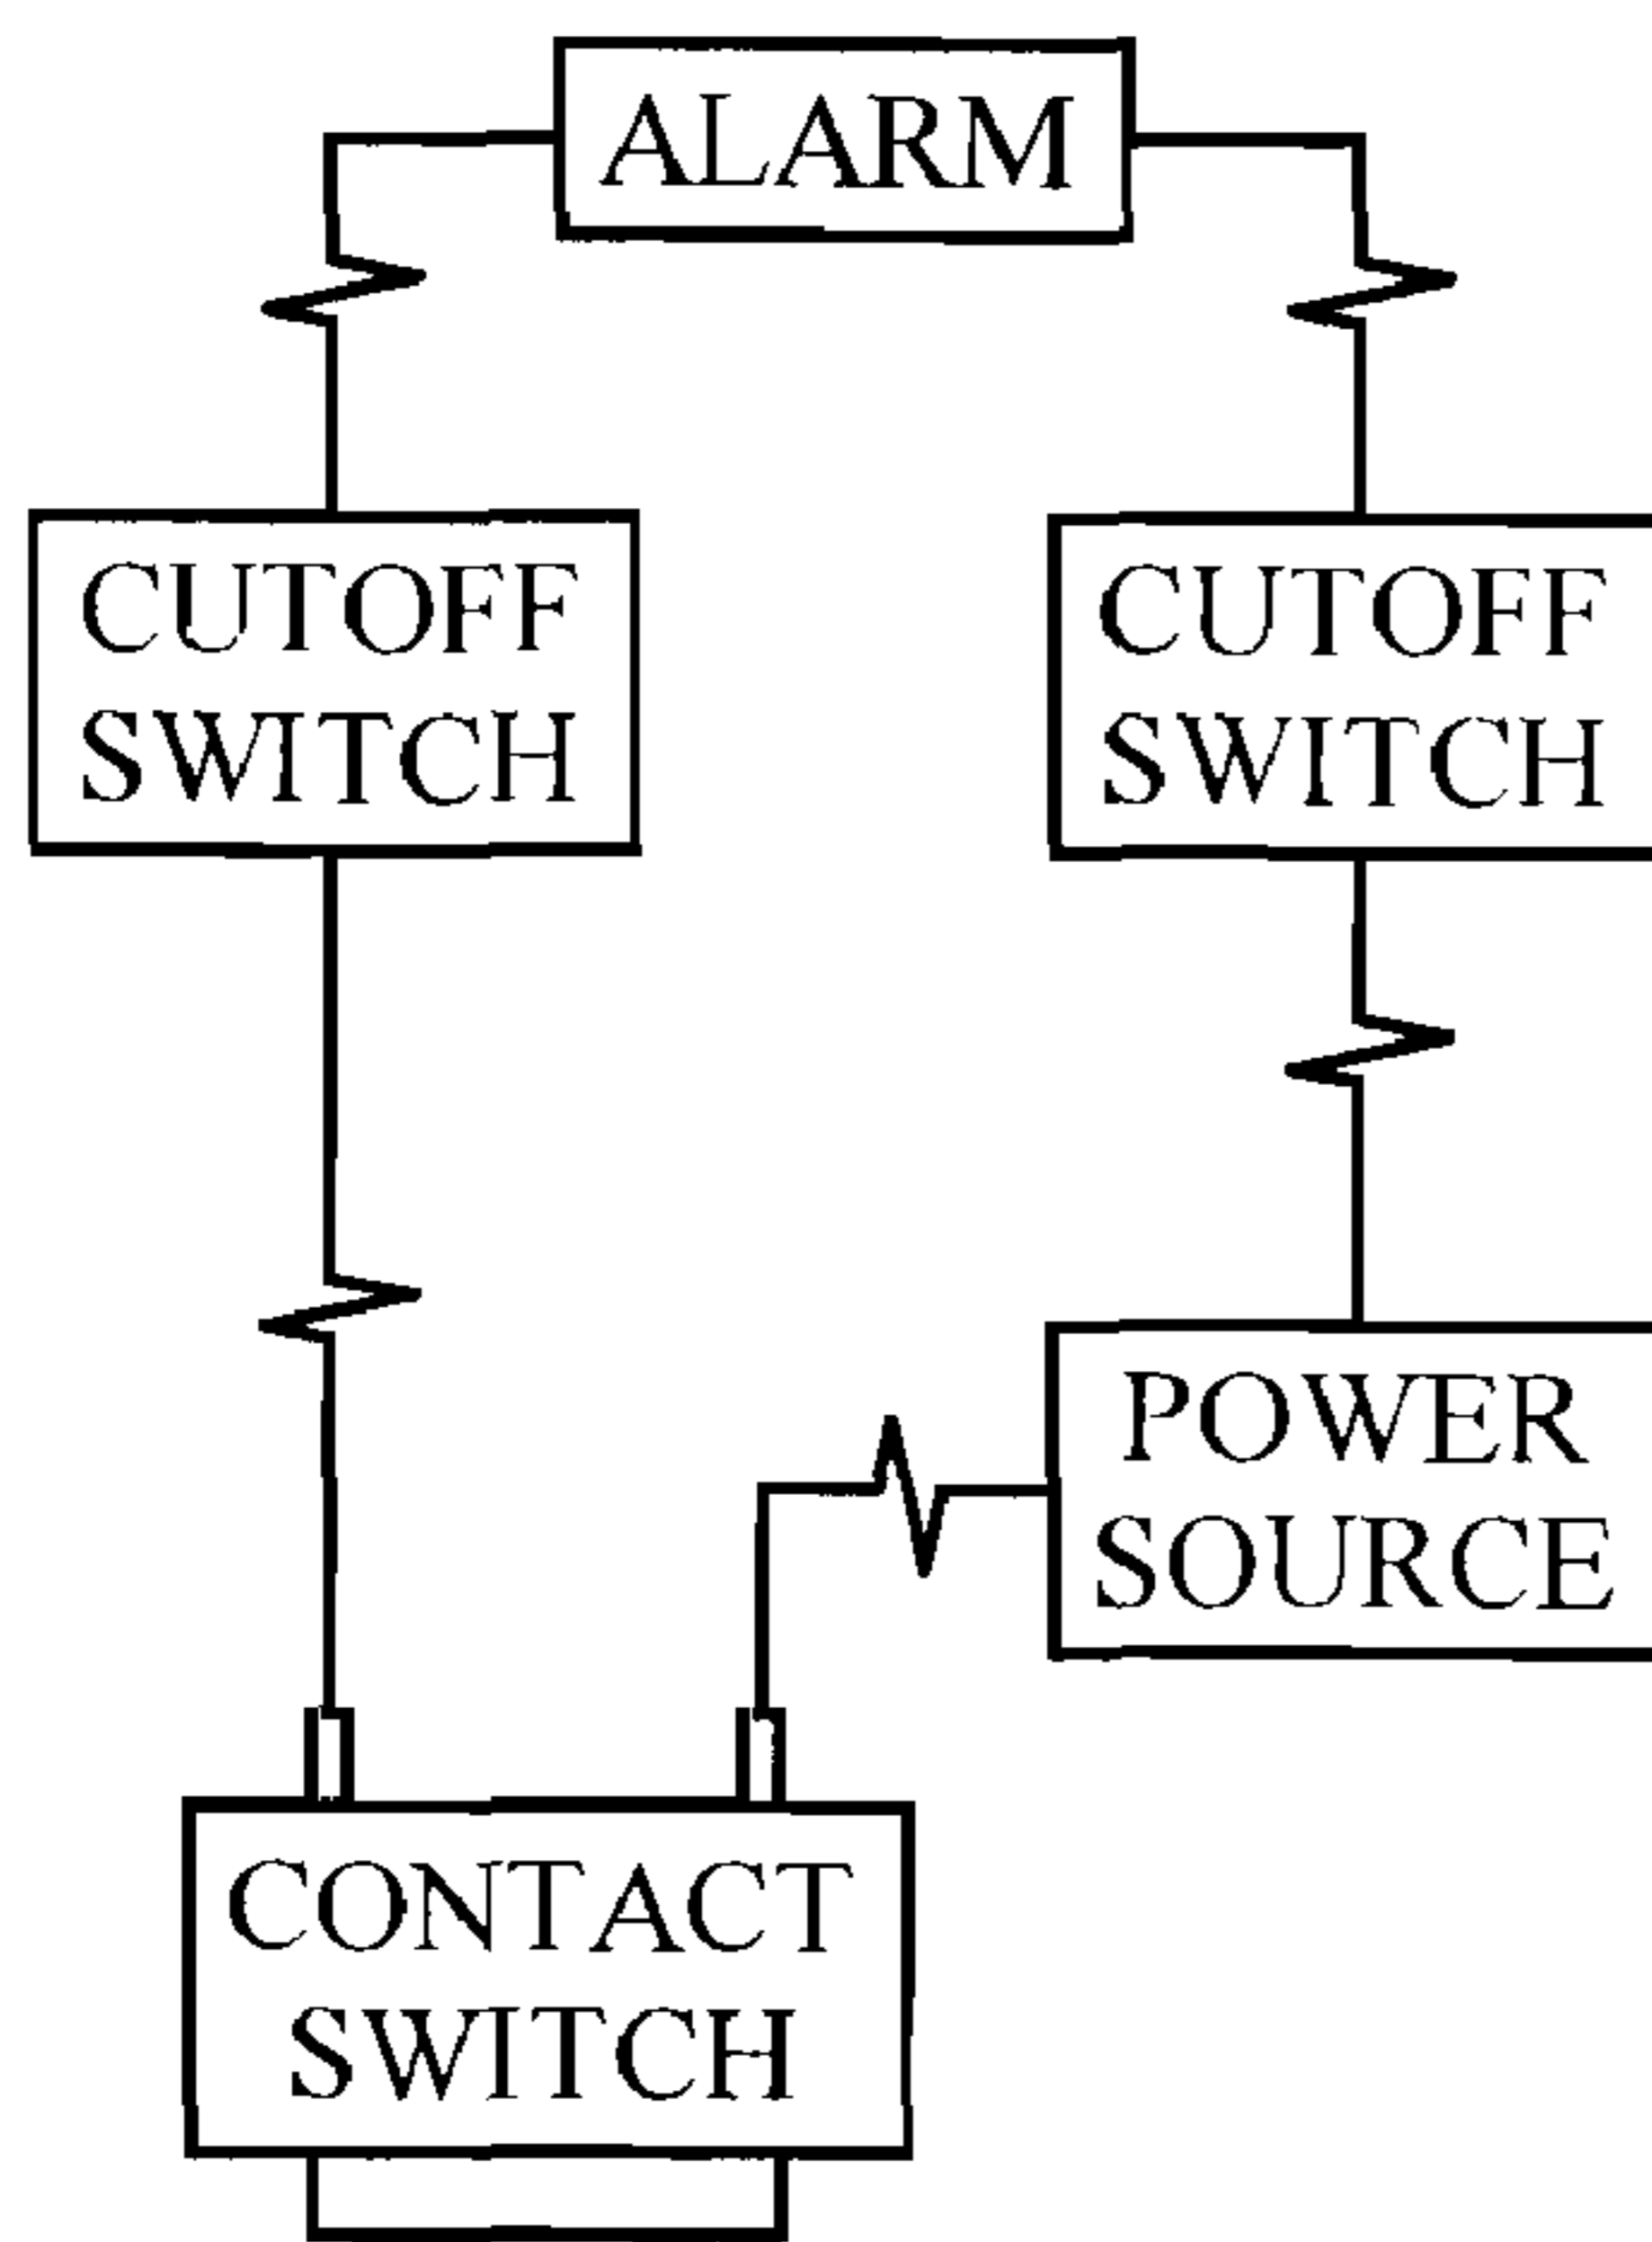 ALARM
CUTOFF
SWITCH
CUTOFF
SWITCH
POWER
SOURCE
CONTACT
SWITCH